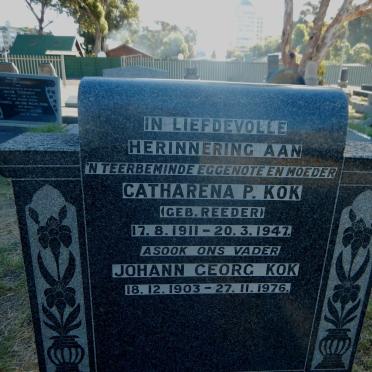 IN LIEFDEVOLLE
HERINNERING AAN
'N TEERBEMINDE EGGENOTE EN MOEDER
CATHARENA P. KOK
(GEB. REEDER)
17. 8. 1911 - 20. 3. 1947.
ASOOK ONS VADER
JOHANN GEORG KOK
18. 12. 1903 - 27. 11. 1976.